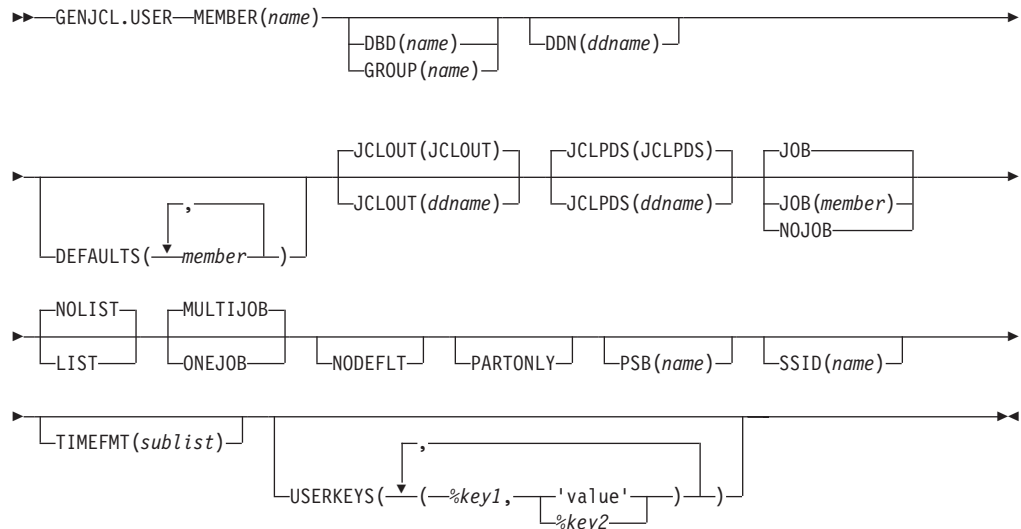 GENJCL.USER MEMBER(name)
DBD(name)
GROUP(name)
DDN(ddname)
DEFAULTS(
,
member
)
JCLOUT(JCLOUT)
JCLOUT(ddname)
JCLPDS(JCLPDS)
JCLPDS(ddname)
JOB
JOB(member)
NOJOB
NOLIST
LIST
MULTIJOB
ONEJOB
NODEFLT
PARTONLY
PSB(name)
SSID(name)
TIMEFMT(sublist)
USERKEYS(
,
( %key1, 'value' ) )
%key2